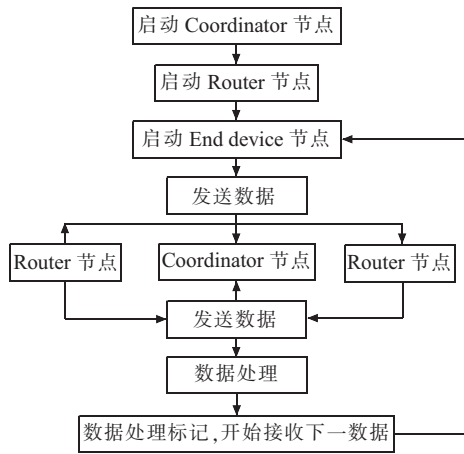 启动 Coordinator 节点
启动 Router 节点
启动 End device 节点
发送数据
Router 节点
Coordinator 节点
Router 节点
发送数据
数据处理
数据处理标记,开始接收下一数据